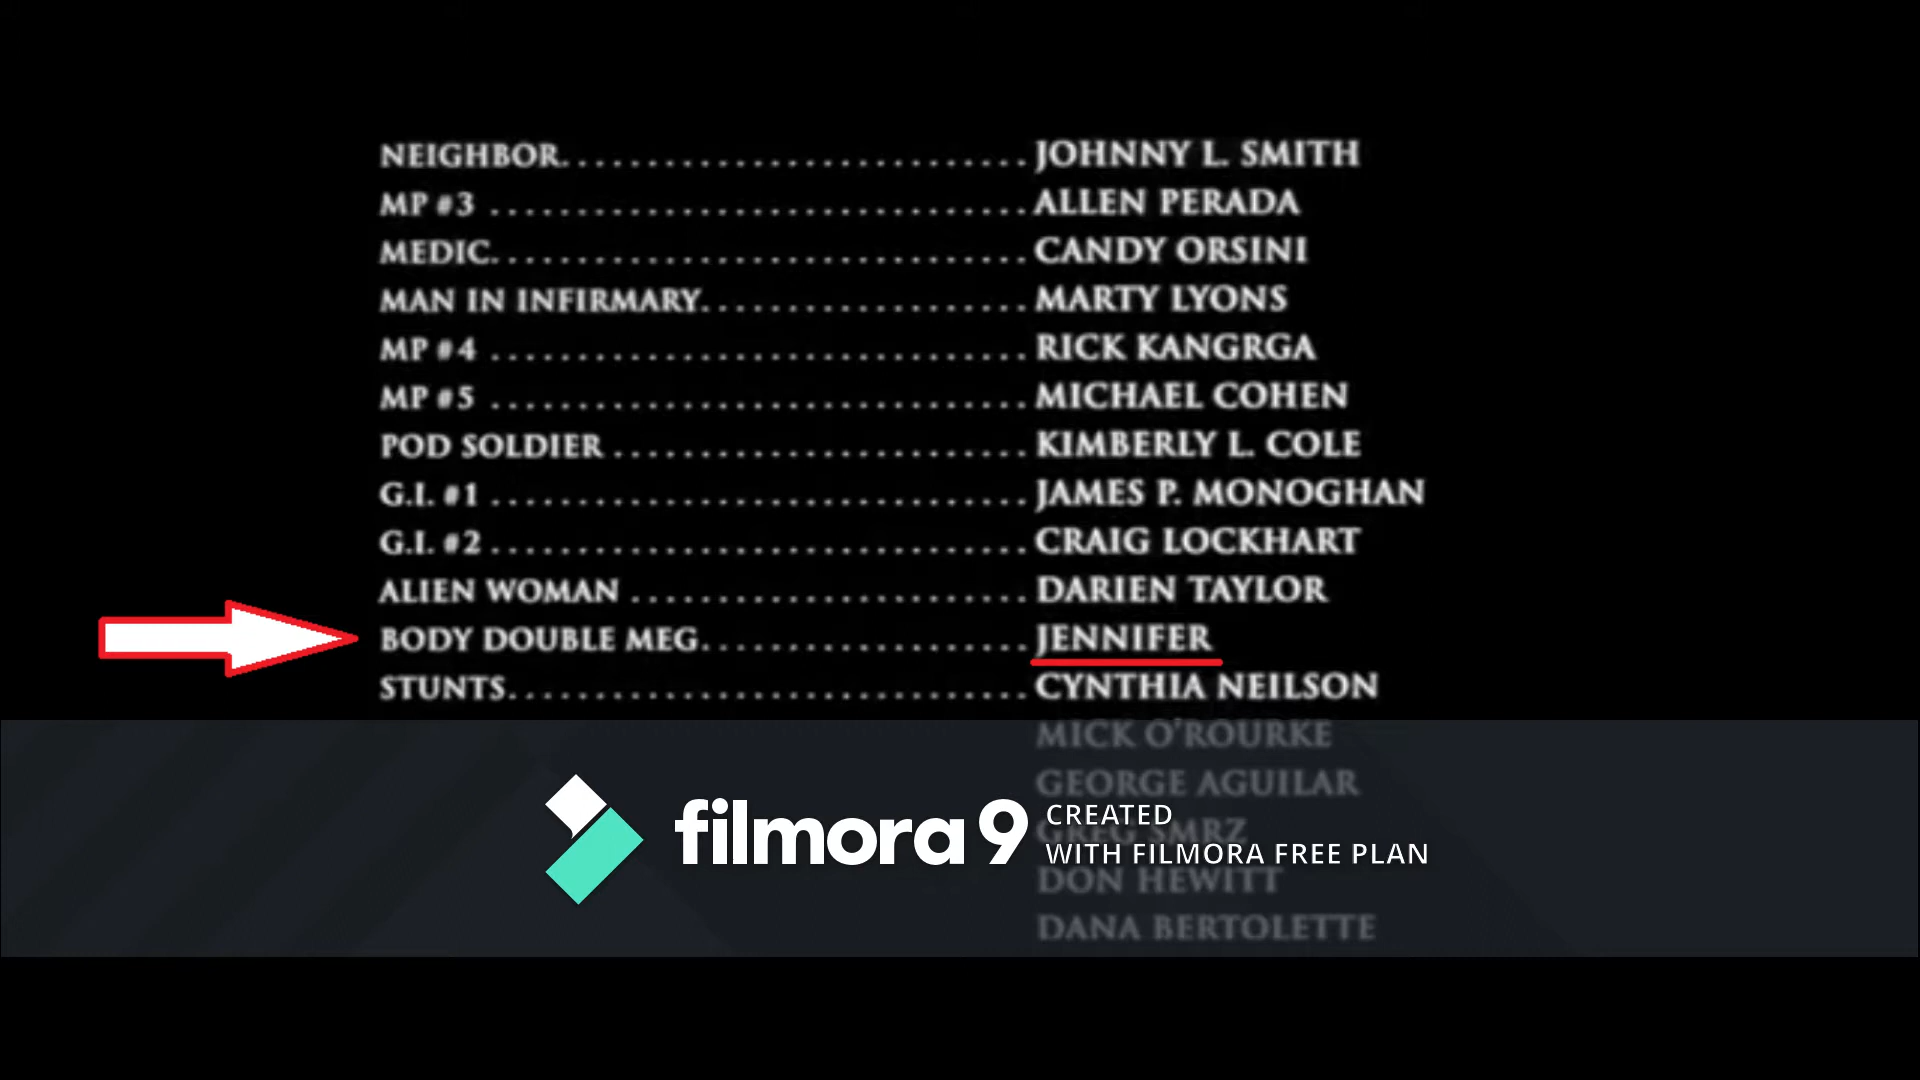 NEIGHBOR..............................JOHNNY L. SMITH
MP #3 ..............................ALLEN PERADA
MEDIC..............................CANDY ORSINI
MAN IN INFIRMARY...................MARTY LYONS
MP #4 ..............................RICK KANGRGA
MP #5 ..............................MICHAEL COHEN
POD SOLDIER ........................KIMBERLY L. COLE
G.I. #1 ..............................JAMES P. MONOGHAN
G.I. #2 ..............................CRAIG LOCKHART
ALIEN WOMAN .......................DARIEN TAYLOR
BODY DOUBLE MEG...................JENNIFER
STUNTS..............................CYNTHIA NEILSON
MICK O'ROURKE
GEORGE AGUILAR
GREG SMRZ
DON HEWITT
DANA BERTOLETTE
filmora 9
CREATED
WITH FILMORA FREE PLAN